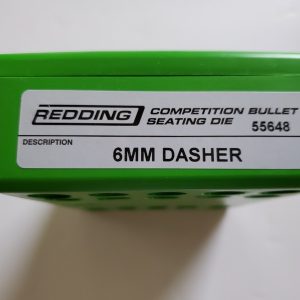 REDDING
COMPETITION BULLET
SEATING DIE 55648
DESCRIPTION
6MM DASHER